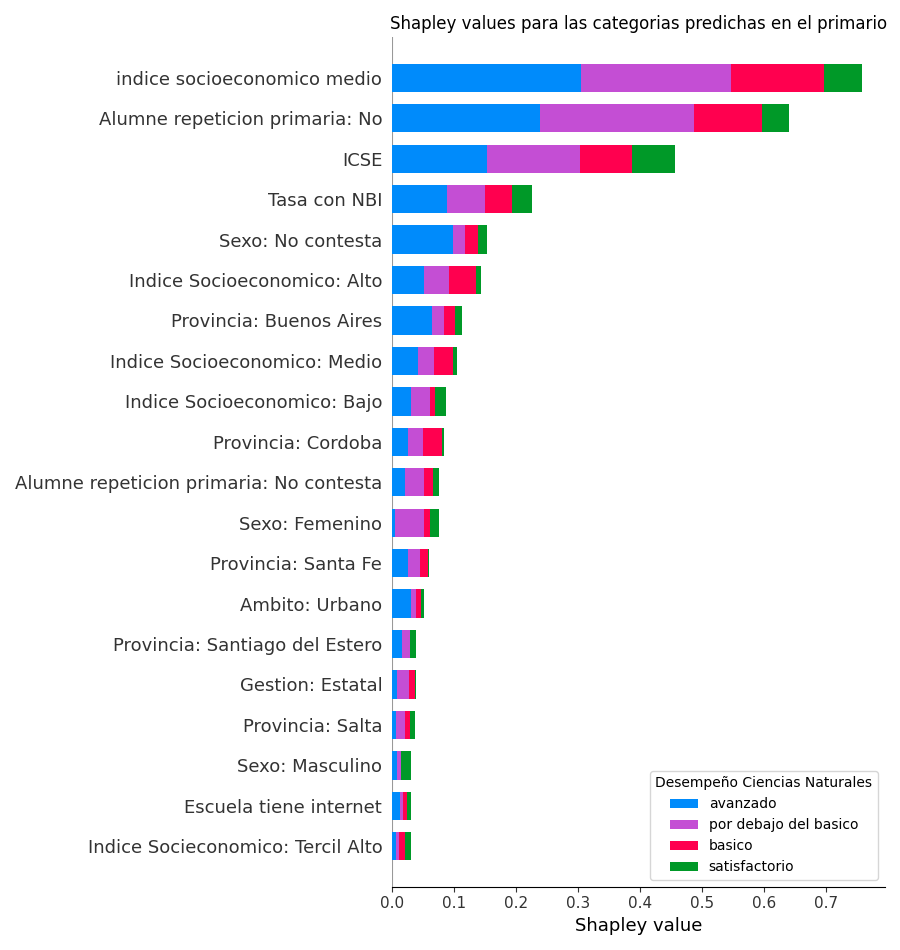 Shapley values para las categorias predichas en el primario
indice socioeconomico medio
Alumne repeticion primaria: No
ICSE
Tasa con NBI
Sexo: No contesta
Indice Socioeconomico: Alto
Provincia: Buenos Aires
Indice Socioeconomico: Medio
Indice Socioeconomico: Bajo
Provincia: Cordoba
Alumne repeticion primaria: No contesta
Sexo: Femenino
Provincia: Santa Fe
Ambito: Urbano
Provincia: Santiago del Estero
Gestion: Estatal
Provincia: Salta
Sexo: Masculino
Escuela tiene internet
Indice Socieconomico: Tercil Alto
Desempeño Ciencias Naturales
avanzado
por debajo del basico
basico
satisfactorio
0.0 0.1 0.2 0.3 0.4 0.5 0.6 0.7
Shapley value